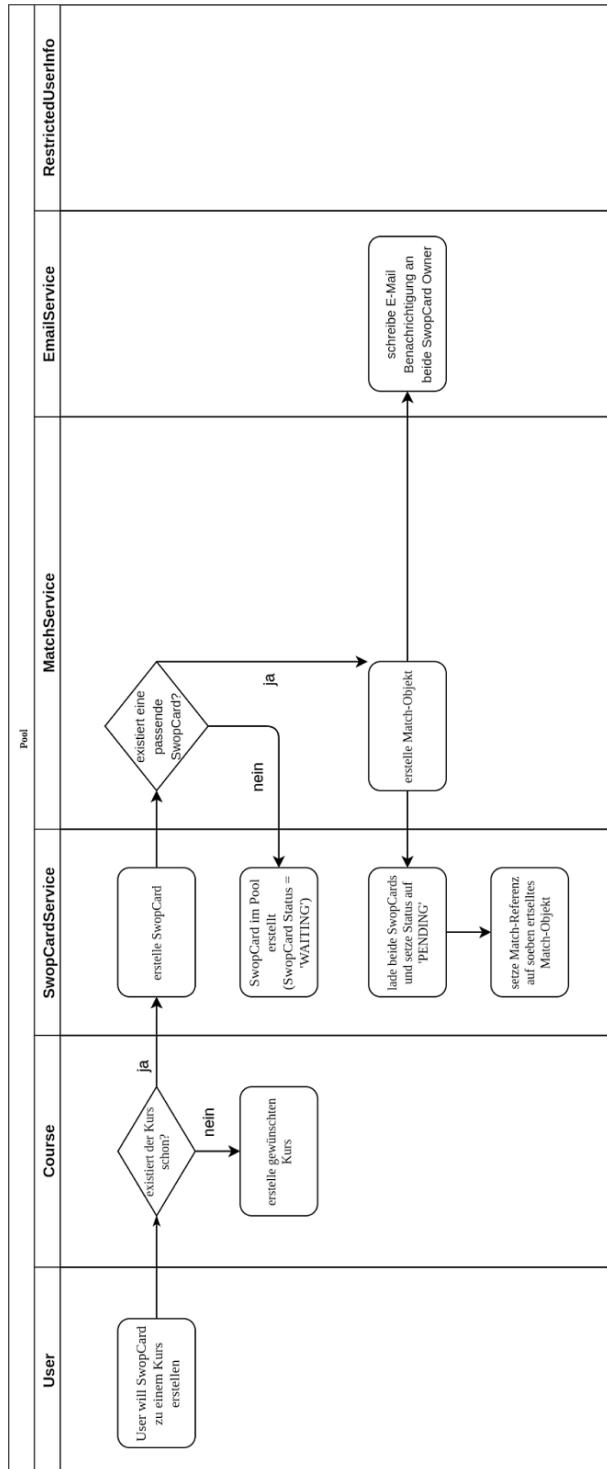 Pool
User
Course
SwopCardService
MatchService
EmailService
RestrictedUserInfo
User will SwopCard
zu einem Kurs
erstellen
existiert der Kurs
schon?
ja
nein
erstelle gewünschten
Kurs
erstelle SwopCard
existiert eine
passende
SwopCard?
nein
ja
SwopCard im Pool
erstellt
(SwopCard Status =
'WAITING')
erstelle Match-Objekt
lade beide SwopCards
und setze Status auf
'PENDING'
setze Match-Referenz
auf soeben ertselltes
Match-Objekt
schreibe E-Mail
Benachrichtigung an
beide SwopCard Owner